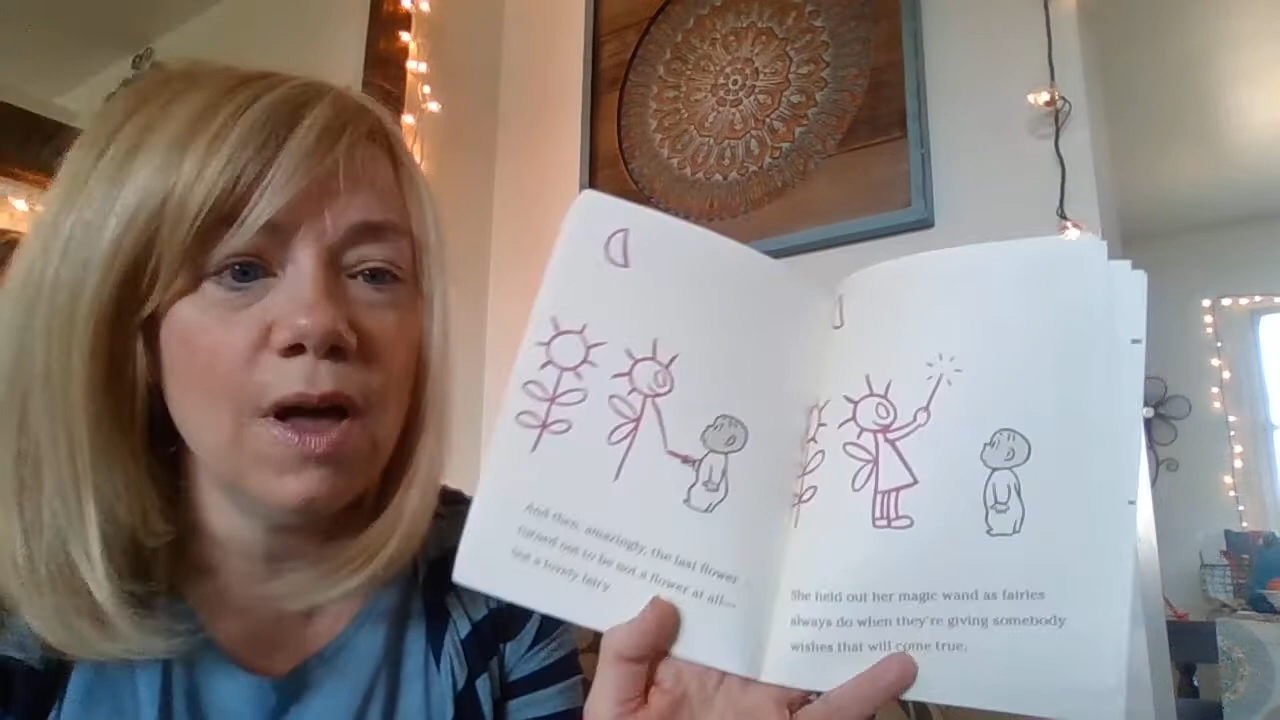 And then, amazingly, the last flower
turned out to be not a flower at all—
but a lovely fairy
She held out her magic wand as fairies
always do when they're giving somebody
wishes that will come true.